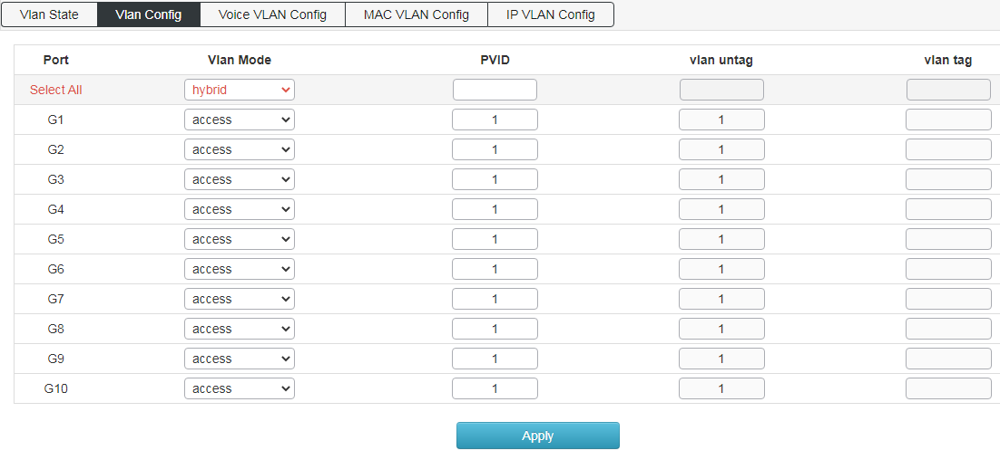 Vlan State Vlan Config Voice VLAN Config MAC VLAN Config IP VLAN Config
Port Vlan Mode PVID vlan untag vlan tag
Select All hybrid
G1 access 1 1
G2 access 1 1
G3 access 1 1
G4 access 1 1
G5 access 1 1
G6 access 1 1
G7 access 1 1
G8 access 1 1
G9 access 1 1
G10 access 1 1
Apply